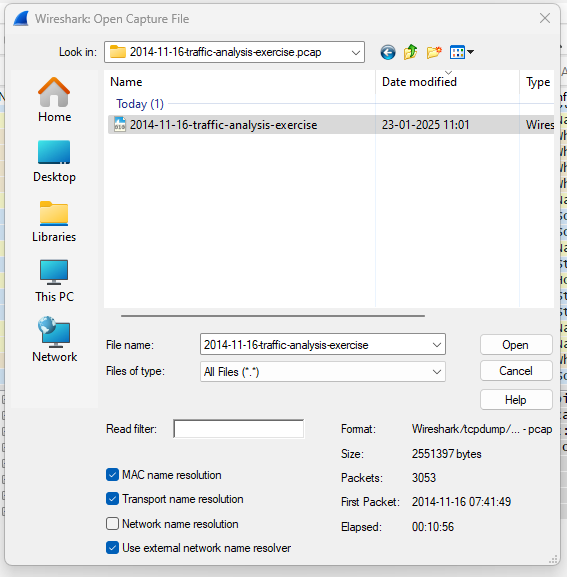 Wireshark: Open Capture File
Look in: 2014-11-16-traffic-analysis-exercise.pcap
Name Date modified Type
Today (1)
2014-11-16-traffic-analysis-exercise 23-01-2025 11:01 Wires
Home
Desktop
Libraries
This PC
Network
File name: 2014-11-16-traffic-analysis-exercise Open
Files of type: All Files (*.*) Cancel
Help
Read filter:
Format: Wireshark/tcpdump/... - pcap
Size: 2551397 bytes
MAC name resolution
Packets: 3053
Transport name resolution
First Packet: 2014-11-16 07:41:49
Network name resolution
Elapsed: 00:10:56
Use external network name resolver